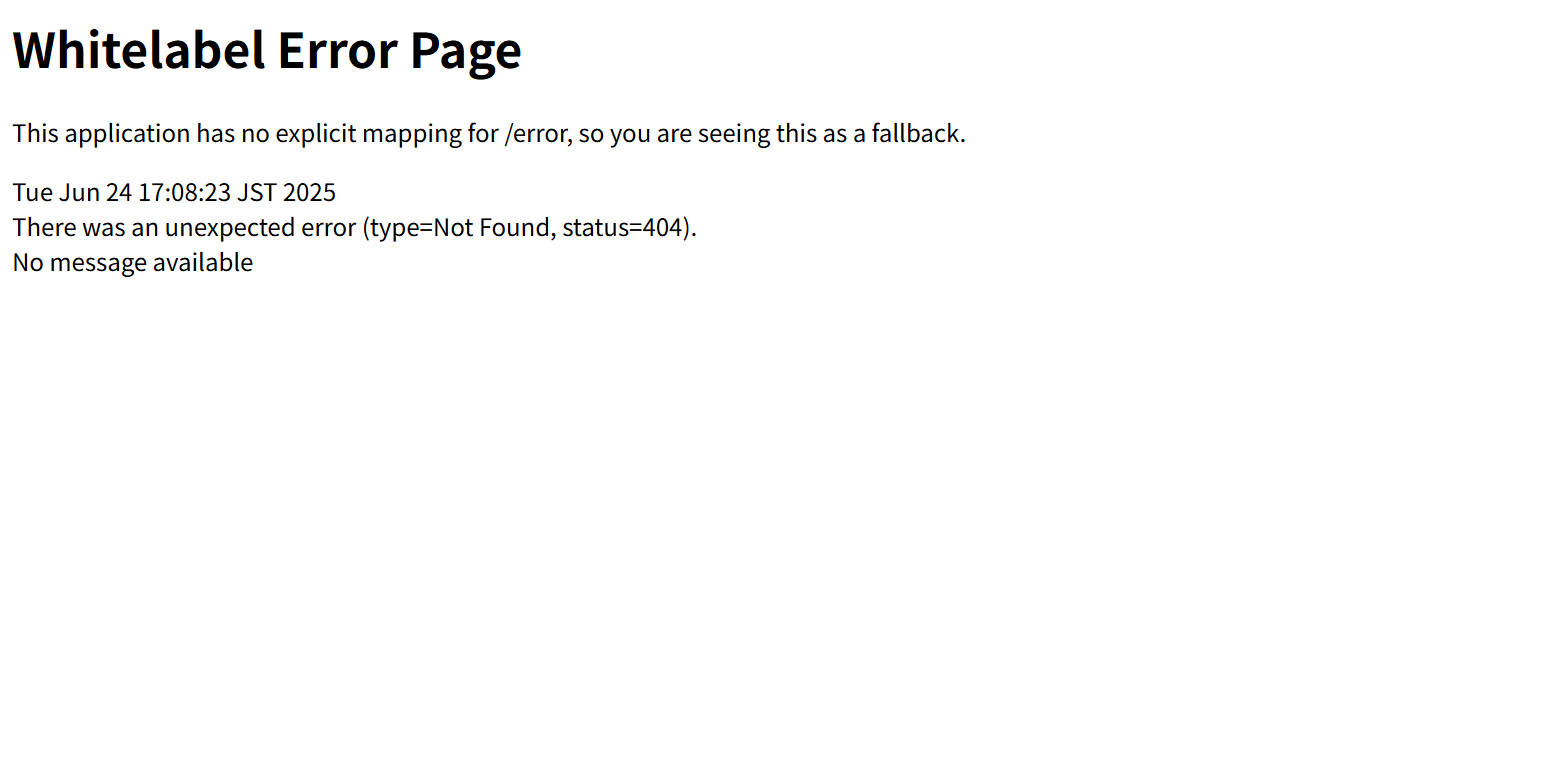 Whitelabel Error Page
This application has no explicit mapping for /error, so you are seeing this as a fallback.
Tue Jun 24 17:08:23 JST 2025
There was an unexpected error (type=Not Found, status=404).
No message available